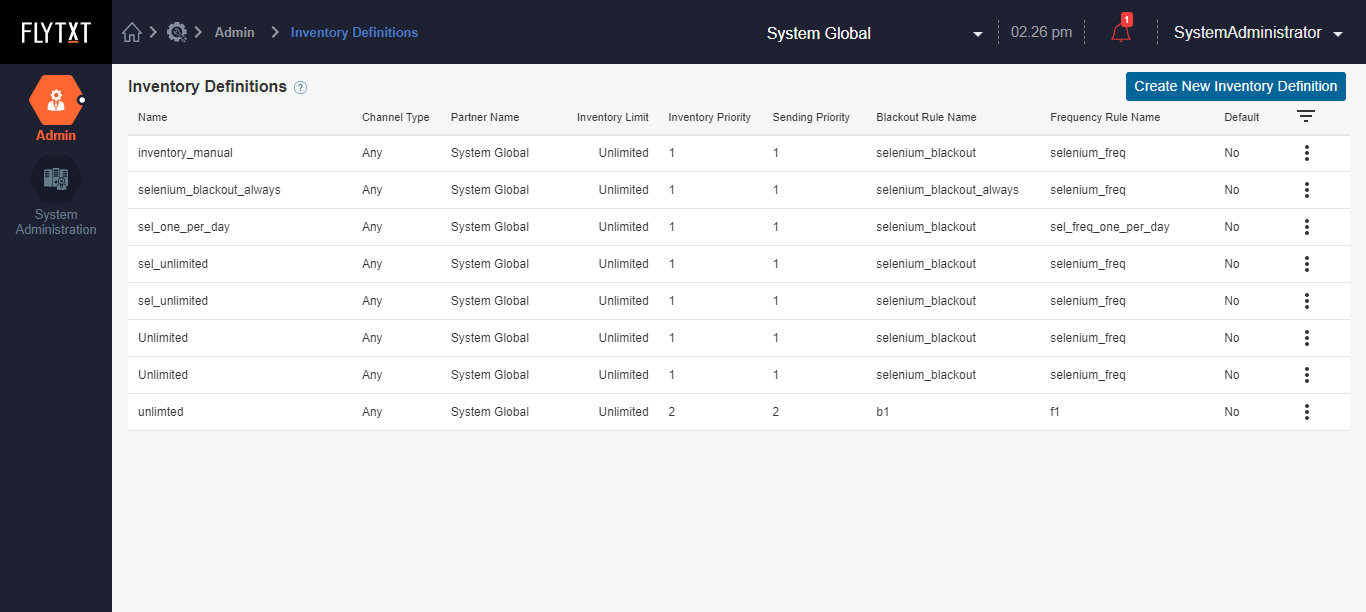 FLYTXT
Admin Inventory Definitions System Global 02.26 pm 1 SystemAdministrator
Admin
System
Administration
Inventory Definitions ? Create New Inventory Definition
Name Channel Type Partner Name Inventory Limit Inventory Priority Sending Priority Blackout Rule Name Frequency Rule Name Default
inventory_manual Any System Global Unlimited 1 1 selenium_blackout selenium_freq No
selenium_blackout_always Any System Global Unlimited 1 1 selenium_blackout_always selenium_freq No
sel_one_per_day Any System Global Unlimited 1 1 selenium_blackout sel_freq_one_per_day No
sel_unlimited Any System Global Unlimited 1 1 selenium_blackout selenium_freq No
sel_unlimited Any System Global Unlimited 1 1 selenium_blackout selenium_freq No
Unlimited Any System Global Unlimited 1 1 selenium_blackout selenium_freq No
Unlimited Any System Global Unlimited 1 1 selenium_blackout selenium_freq No
unlimted Any System Global Unlimited 2 2 b1 f1 No